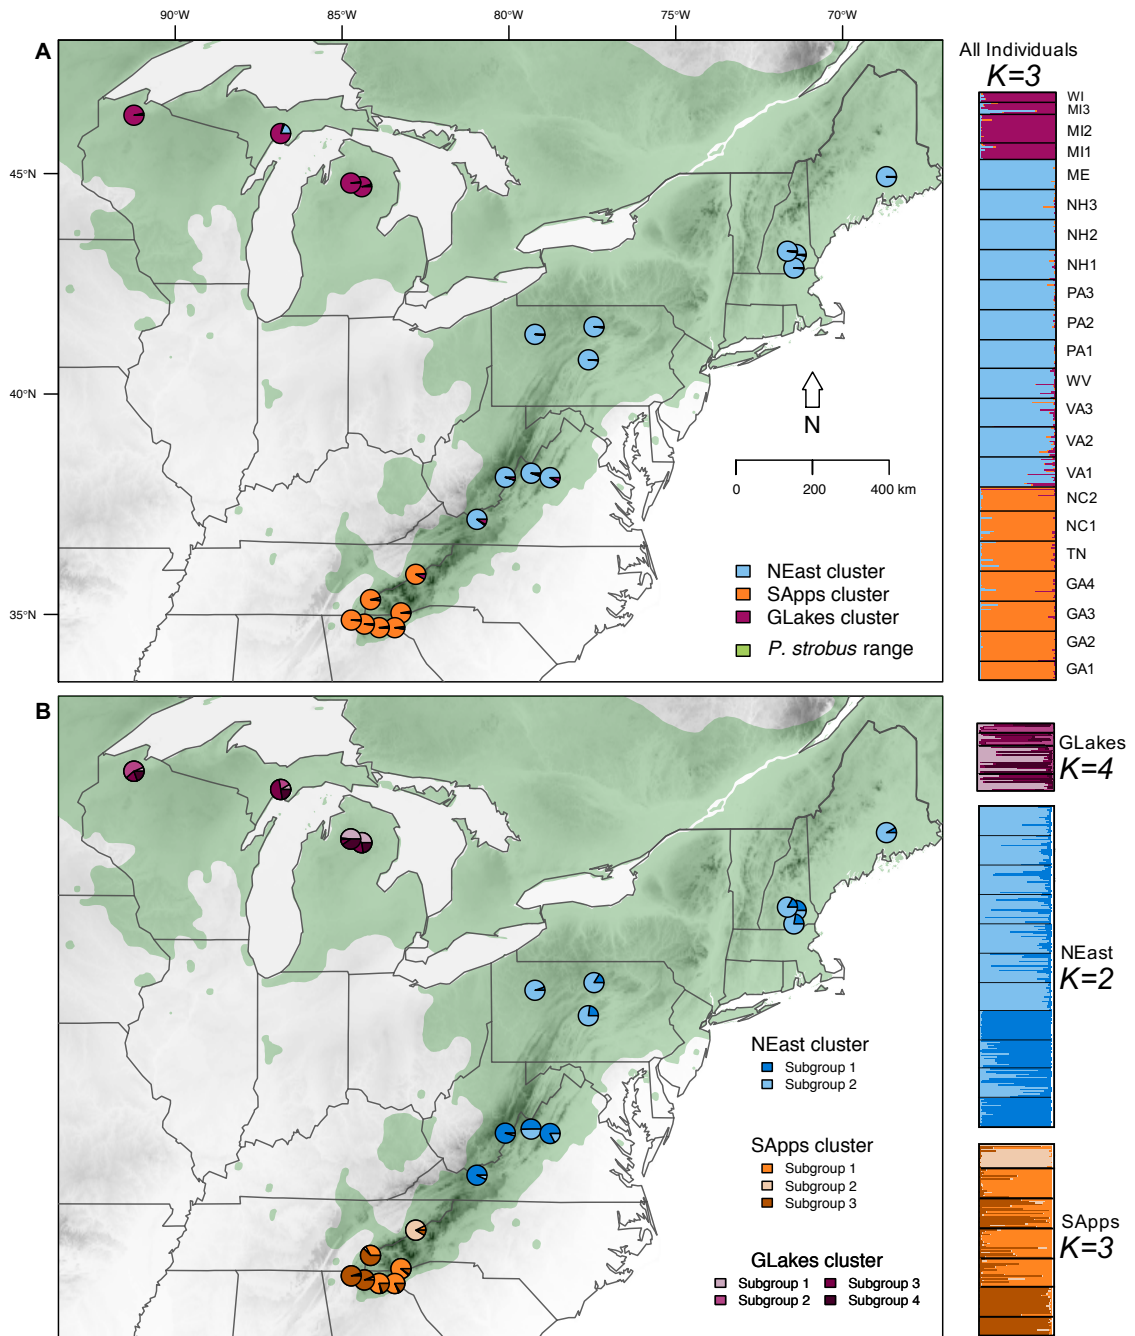 90°W 85°W 80°W 75°W 70°W
A
All Individuals
K=3
45°N
40°N
35°N
N
0 200 400 km
NEast cluster
SApps cluster
GLakes cluster
P. strobus range
WI
MI3
MI2
MI1
ME
NH3
NH2
NH1
PA3
PA2
PA1
WV
VA3
VA2
VA1
NC2
NC1
TN
GA4
GA3
GA2
GA1
B
NEast cluster
Subgroup 1
Subgroup 2
SApps cluster
Subgroup 1
Subgroup 2
Subgroup 3
GLakes cluster
Subgroup 1 Subgroup 3
Subgroup 2 Subgroup 4
GLakes
K=4
NEast
K=2
SApps
K=3